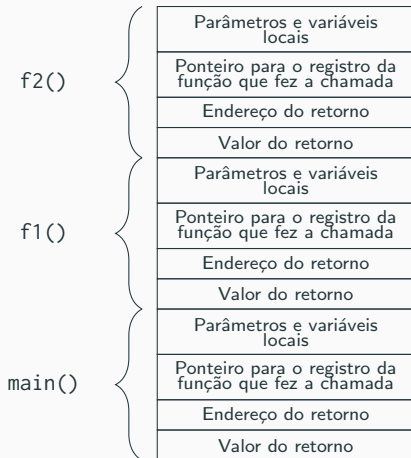 f2()
Parâmetros e variáveis
locais
Ponteiro para o registro da
função que fez a chamada
Endereço do retorno
Valor do retorno
f1()
Parâmetros e variáveis
locais
Ponteiro para o registro da
função que fez a chamada
Endereço do retorno
Valor do retorno
main()
Parâmetros e variáveis
locais
Ponteiro para o registro da
função que fez a chamada
Endereço do retorno
Valor do retorno